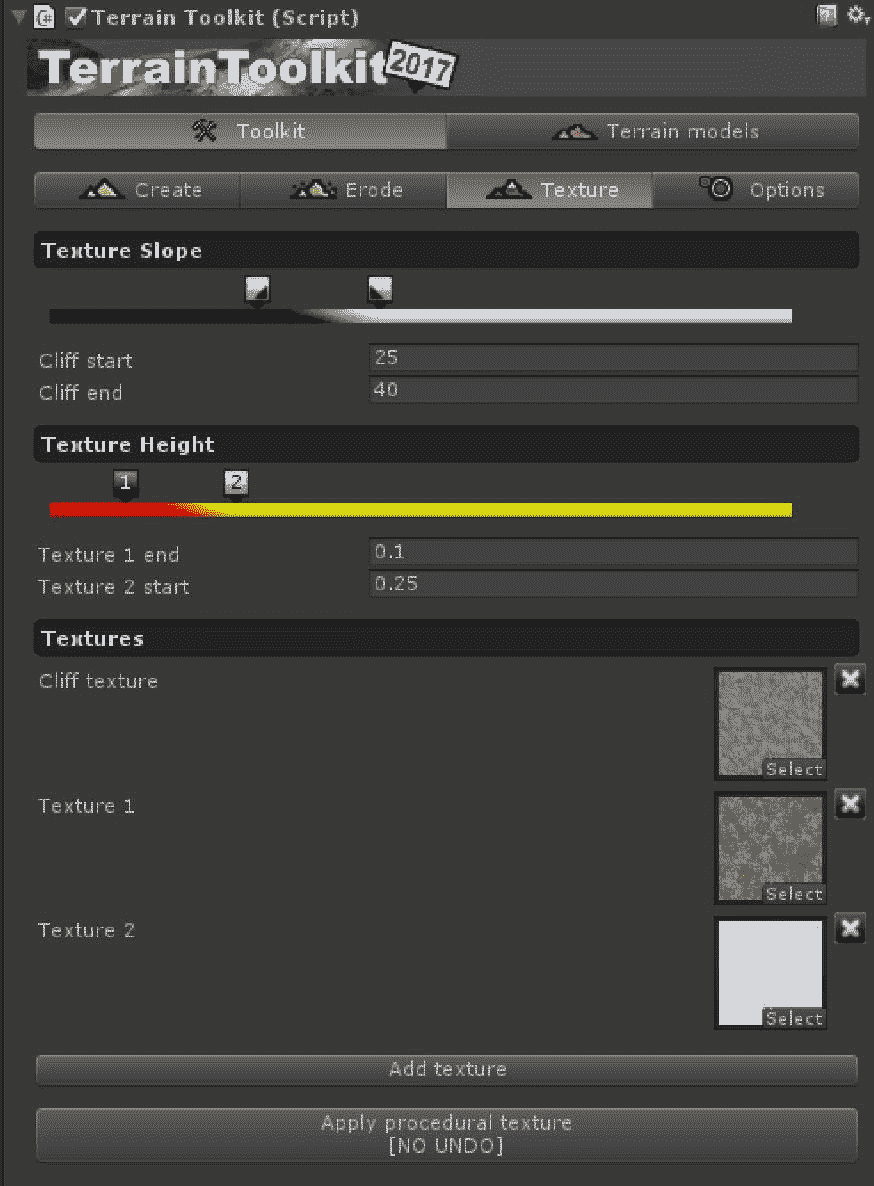 Terrain Toolkit (Script)
TerrainToolkit 2017
Toolkit
Terrain models
Create
Erode
Texture
Options
Texture Slope
Cliff start
25
Cliff end
40
Texture Height
1
2
Texture 1 end
0.1
Texture 2 start
0.25
Textures
Cliff texture
Select
Texture 1
Select
Texture 2
Select
Add texture
Apply procedural texture
[NO UNDO]